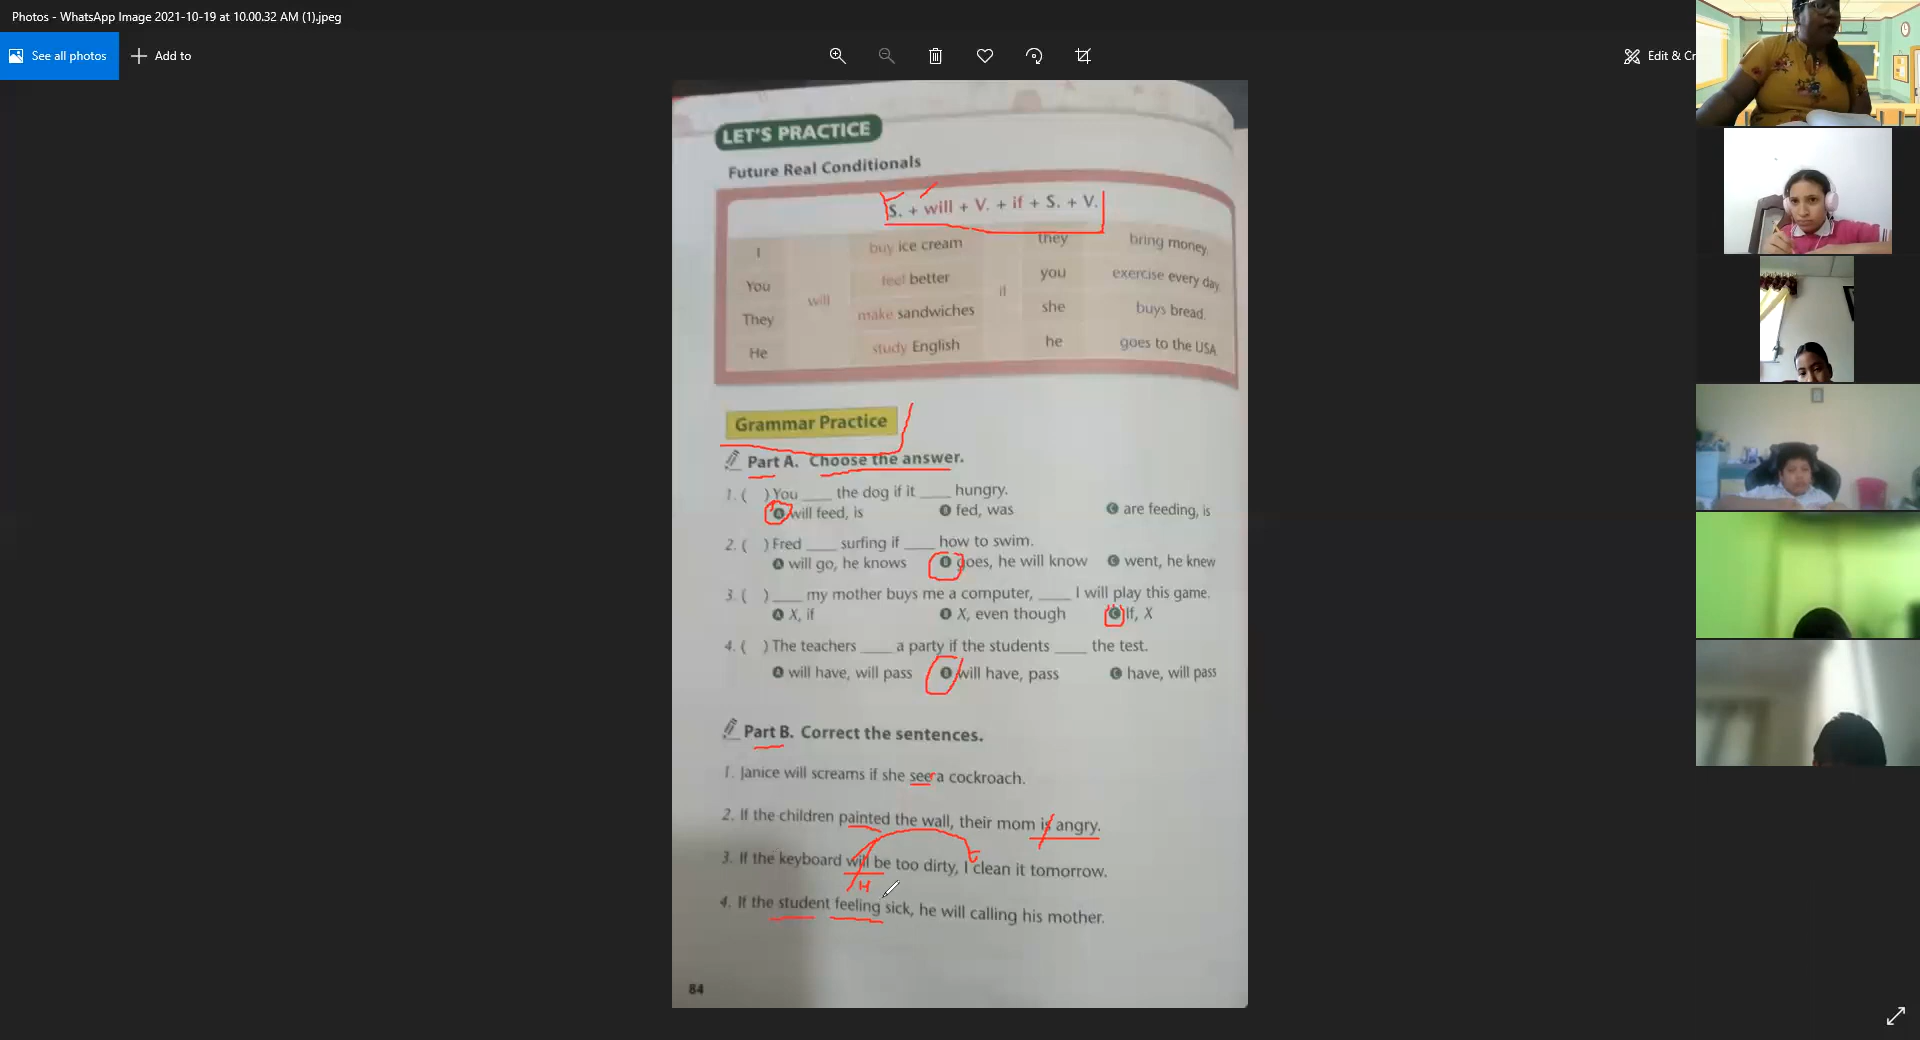 Photos - WhatsApp Image 2021-10-19 at 10.00.32 AM (1).jpeg
See all photos
Add to
Edit & Cr
LET'S PRACTICE
Future Real Conditionals
S. + will + V. + if + S. + V.
I
You
They
He
will
buy ice cream
feel better
make sandwiches
study English
if
they
you
she
he
bring money.
exercise every day.
buys bread.
goes to the USA
Grammar Practice
Part A. Choose the answer.
1. ( ) You ____ the dog if it ____ hungry.
A will feed, is B fed, was C are feeding, is
2. ( ) Fred ____ surfing if ____ how to swim.
A will go, he knows B goes, he will know C went, he knew
3. ( ) ____ my mother buys me a computer, ____ I will play this game.
A X, if B X, even though C If, X
4. ( ) The teachers ____ a party if the students ____ the test.
A will have, will pass B will have, pass C have, will pass
Part B. Correct the sentences.
1. Janice will screams if she see a cockroach.
2. If the children painted the wall, their mom is angry.
3. If the keyboard will be too dirty, I clean it tomorrow.
4. If the student feeling sick, he will calling his mother.
84